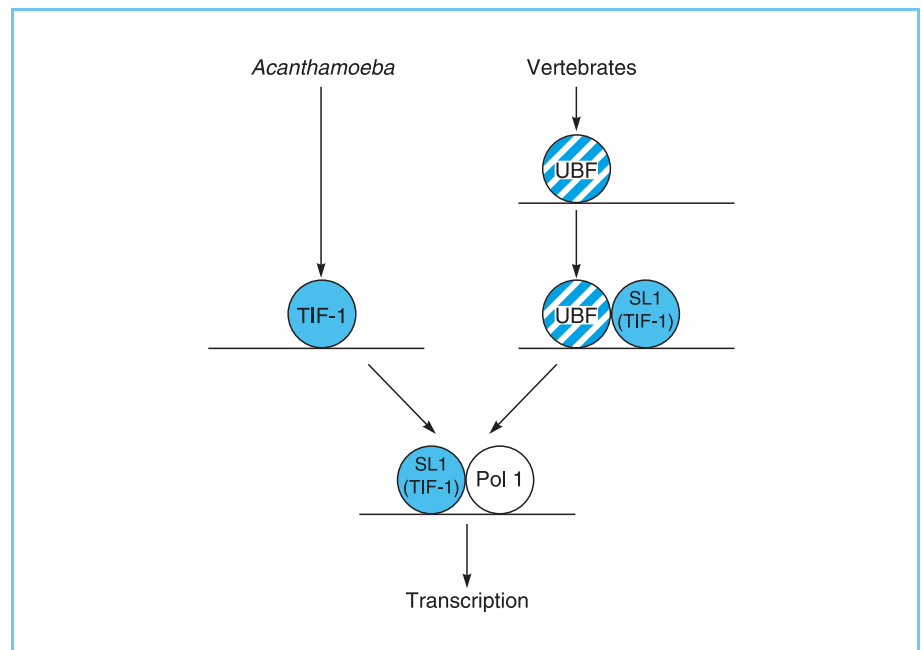 Acanthamoeba
Vertebrates
UBF
TIF-1
UBF
SL1
(TIF-1)
SL1
(TIF-1)
Pol 1
Transcription